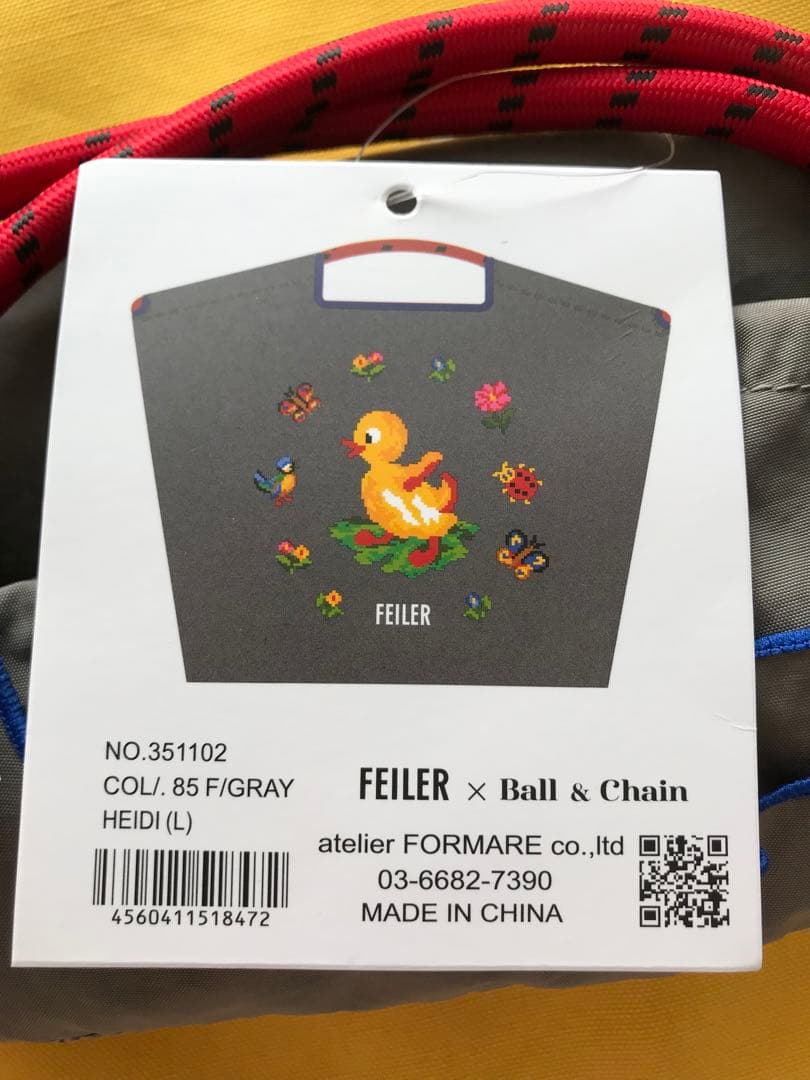 FEILER
NO.351102
COL/. 85 F/GRAY
HEIDI (L)
4560411518472
FEILER × Ball & Chain
atelier FORMARE co.,ltd
03-6682-7390
MADE IN CHINA